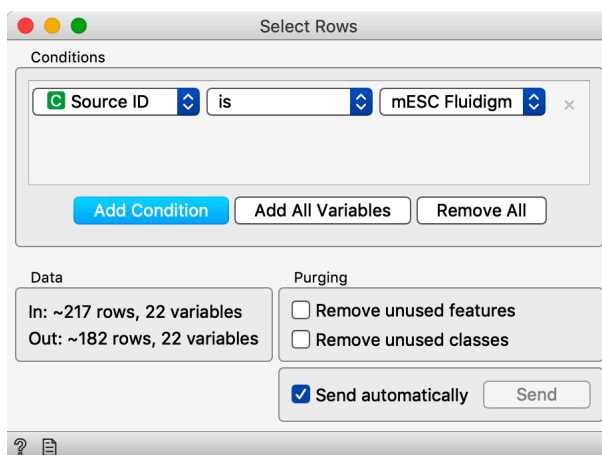 Select Rows
Conditions
C Source ID is mESC Fluidigm ×
Add Condition Add All Variables Remove All
Data Purging
In: ~217 rows, 22 variables Remove unused features
Out: ~182 rows, 22 variables Remove unused classes
Send automatically Send
?